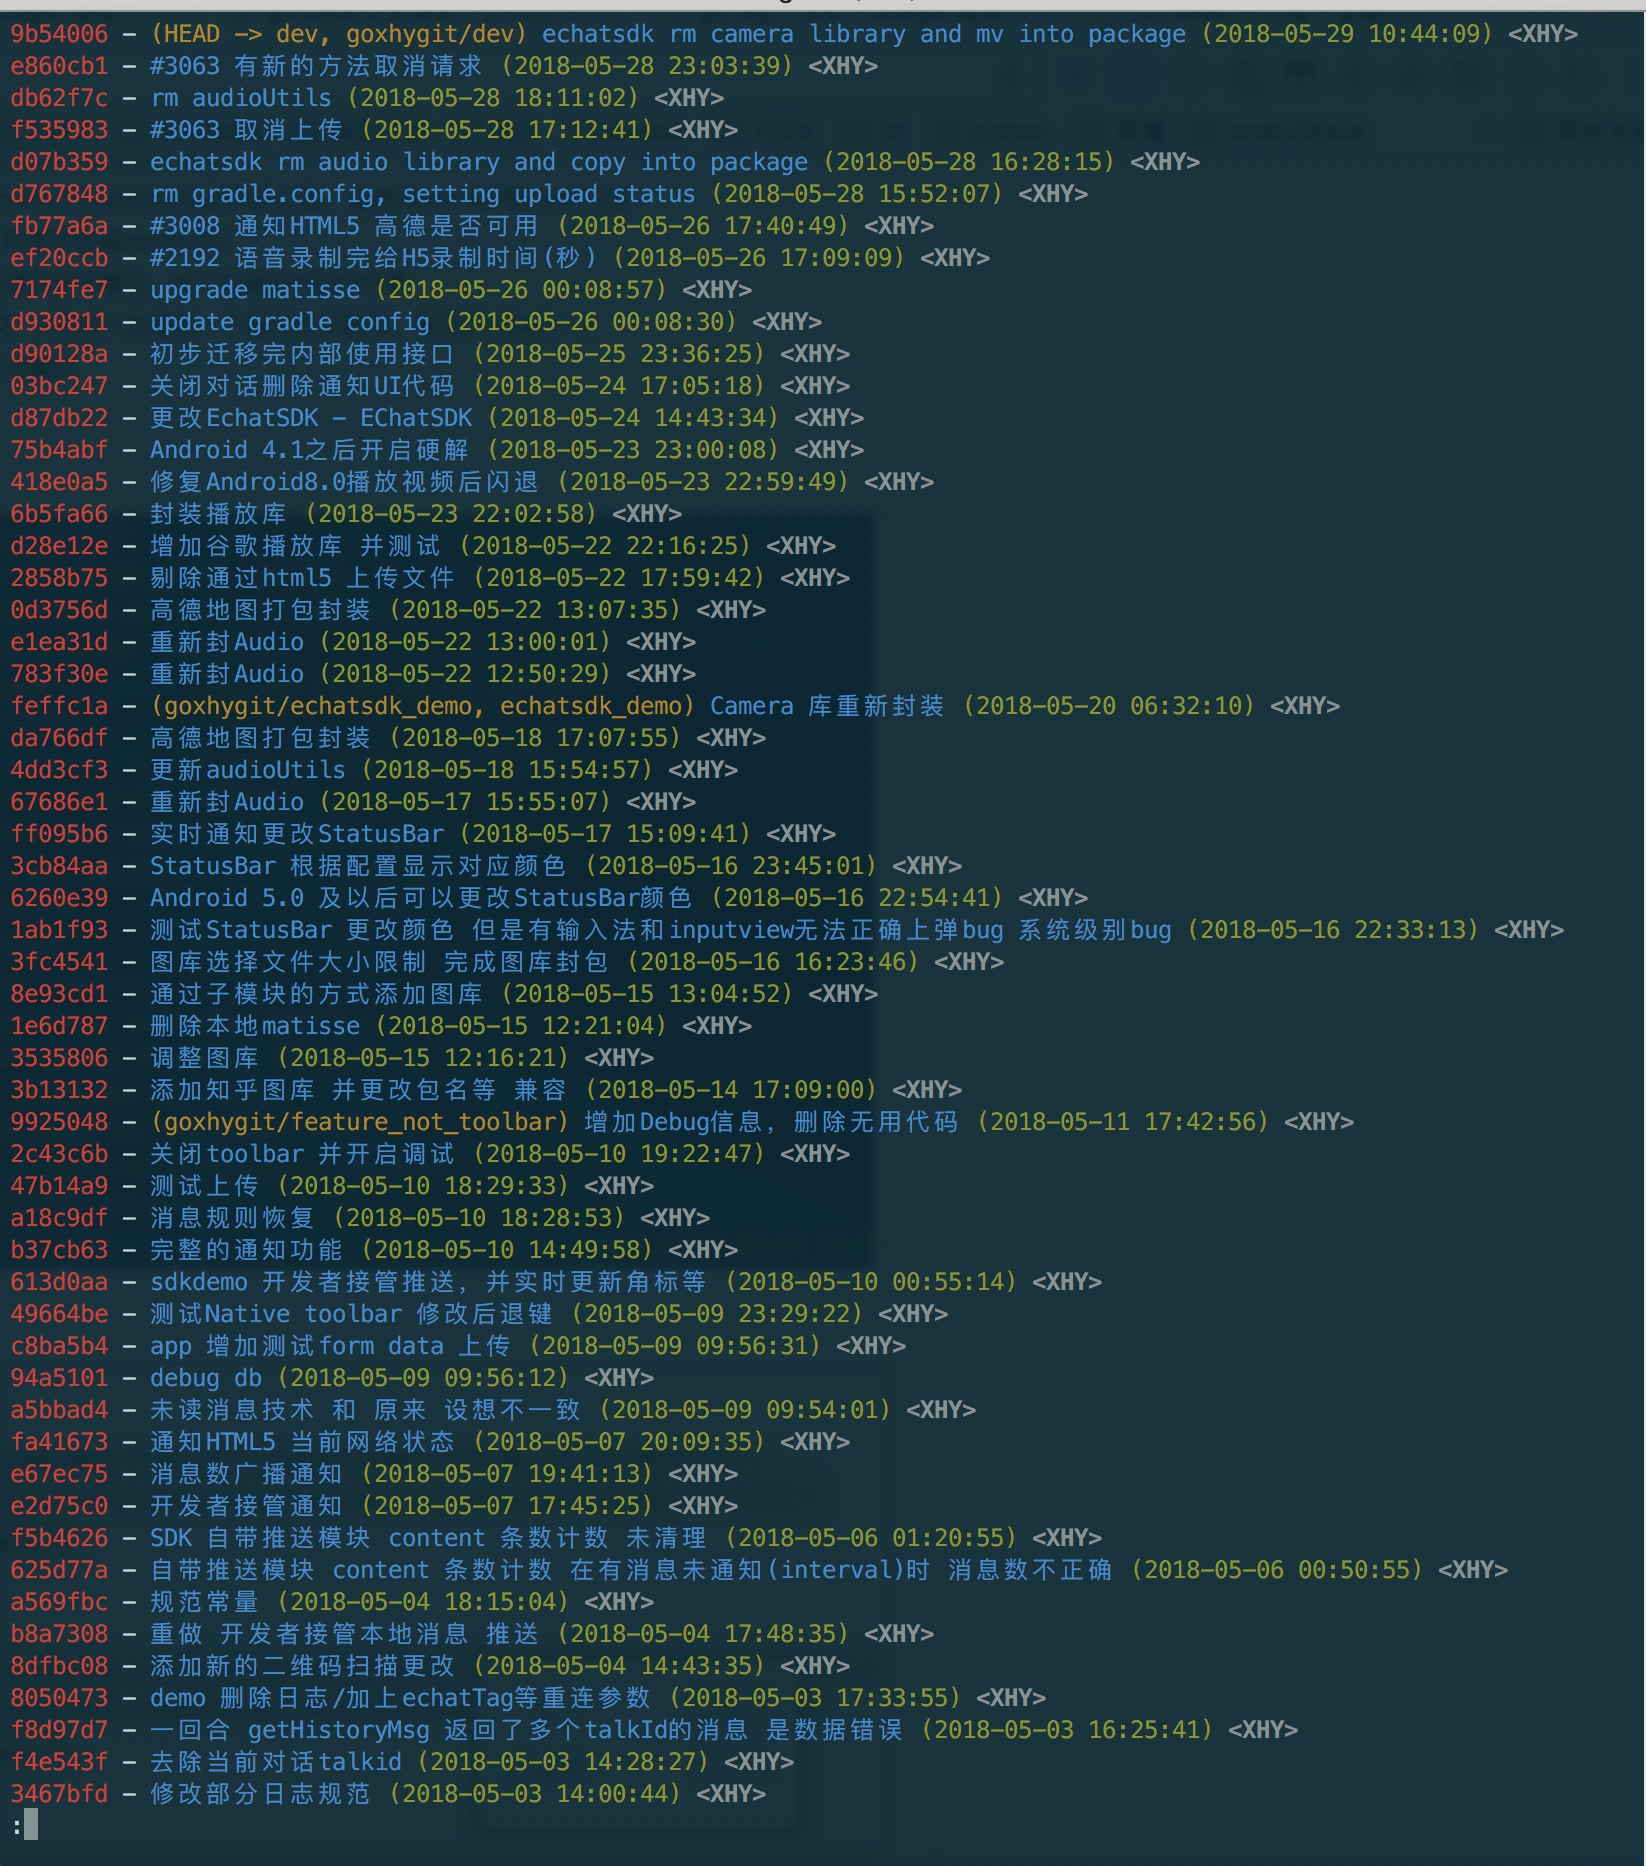 9b54006 - (HEAD -> dev, goxhygit/dev) echatsdk rm camera library and mv into package (2018-05-29 10:44:09) <XHY>
e860cb1 - #3063 有新的方法取消请求 (2018-05-28 23:03:39) <XHY>
db62f7c - rm audioUtils (2018-05-28 18:11:02) <XHY>
f535983 - #3063 取消上传 (2018-05-28 17:12:41) <XHY>
d07b359 - echatsdk rm audio library and copy into package (2018-05-28 16:28:15) <XHY>
d767848 - rm gradle.config, setting upload status (2018-05-28 15:52:07) <XHY>
fb77a6a - #3008 通知HTML5 高德是否可用 (2018-05-26 17:40:49) <XHY>
ef20ccb - #2192 语音录制完给H5录制时间(秒) (2018-05-26 17:09:09) <XHY>
7174fe7 - upgrade matisse (2018-05-26 00:08:57) <XHY>
d930811 - update gradle config (2018-05-26 00:08:30) <XHY>
d90128a - 初步迁移完内部使用接口 (2018-05-25 23:36:25) <XHY>
03bc247 - 关闭对话删除通知UI代码 (2018-05-24 17:05:18) <XHY>
d87db22 - 更改EchatSDK - EChatSDK (2018-05-24 14:43:34) <XHY>
75b4abf - Android 4.1之后开启硬解 (2018-05-23 23:00:08) <XHY>
418e0a5 - 修复Android8.0播放视频后闪退 (2018-05-23 22:59:49) <XHY>
6b5fa66 - 封装播放库 (2018-05-23 22:02:58) <XHY>
d28e12e - 增加谷歌播放库 并测试 (2018-05-22 22:16:25) <XHY>
2858b75 - 剔除通过html5 上传文件 (2018-05-22 17:59:42) <XHY>
0d3756d - 高德地图打包封装 (2018-05-22 13:07:35) <XHY>
e1ea31d - 重新封Audio (2018-05-22 13:00:01) <XHY>
783f30e - 重新封Audio (2018-05-22 12:50:29) <XHY>
feffc1a - (goxhygit/echatsdk_demo, echatsdk_demo) Camera 库重新封装 (2018-05-20 06:32:10) <XHY>
da766df - 高德地图打包封装 (2018-05-18 17:07:55) <XHY>
4dd3cf3 - 更新audioUtils (2018-05-18 15:54:57) <XHY>
67686e1 - 重新封Audio (2018-05-17 15:55:07) <XHY>
ff095b6 - 实时通知更改StatusBar (2018-05-17 15:09:41) <XHY>
3cb84aa - StatusBar 根据配置显示对应颜色 (2018-05-16 23:45:01) <XHY>
6260e39 - Android 5.0 及以后可以更改StatusBar颜色 (2018-05-16 22:54:41) <XHY>
1ab1f93 - 测试StatusBar 更改颜色 但是有输入法和inputview无法正确上弹bug 系统级别bug (2018-05-16 22:33:13) <XHY>
3fc4541 - 图库选择文件大小限制 完成图库封包 (2018-05-16 16:23:46) <XHY>
8e93cd1 - 通过子模块的方式添加图库 (2018-05-15 13:04:52) <XHY>
1e6d787 - 删除本地matisse (2018-05-15 12:21:04) <XHY>
3535806 - 调整图库 (2018-05-15 12:16:21) <XHY>
3b13132 - 添加知乎图库 并更改包名等 兼容 (2018-05-14 17:09:00) <XHY>
9925048 - (goxhygit/feature_not_toolbar) 增加Debug信息, 删除无用代码 (2018-05-11 17:42:56) <XHY>
2c43c6b - 关闭toolbar 并开启调试 (2018-05-10 19:22:47) <XHY>
47b14a9 - 测试上传 (2018-05-10 18:29:33) <XHY>
a18c9df - 消息规则恢复 (2018-05-10 18:28:53) <XHY>
b37cb63 - 完整的通知功能 (2018-05-10 14:49:58) <XHY>
613d0aa - sdkdemo 开发者接管推送, 并实时更新角标等 (2018-05-10 00:55:14) <XHY>
49664be - 测试Native toolbar 修改后退键 (2018-05-09 23:29:22) <XHY>
c8ba5b4 - app 增加测试form data 上传 (2018-05-09 09:56:31) <XHY>
94a5101 - debug db (2018-05-09 09:56:12) <XHY>
a5bbad4 - 未读消息技术 和 原来 设想不一致 (2018-05-09 09:54:01) <XHY>
fa41673 - 通知HTML5 当前网络状态 (2018-05-07 20:09:35) <XHY>
e67ec75 - 消息数广播通知 (2018-05-07 19:41:13) <XHY>
e2d75c0 - 开发者接管通知 (2018-05-07 17:45:25) <XHY>
f5b4626 - SDK 自带推送模块 content 条数计数 未清理 (2018-05-06 01:20:55) <XHY>
625d77a - 自带推送模块 content 条数计数 在有消息未通知(interval)时 消息数不正确 (2018-05-06 00:50:55) <XHY>
a569fbc - 规范常量 (2018-05-04 18:15:04) <XHY>
b8a7308 - 重做 开发者接管本地消息 推送 (2018-05-04 17:48:35) <XHY>
8dfbc08 - 添加新的二维码扫描更改 (2018-05-04 14:43:35) <XHY>
8050473 - demo 删除日志/加上echatTag等重连参数 (2018-05-03 17:33:55) <XHY>
f8d97d7 - 一回合 getHistoryMsg 返回了多个talkId的消息 是数据错误 (2018-05-03 16:25:41) <XHY>
f4e543f - 去除当前对话talkid (2018-05-03 14:28:27) <XHY>
3467bfd - 修改部分日志规范 (2018-05-03 14:00:44) <XHY>
: